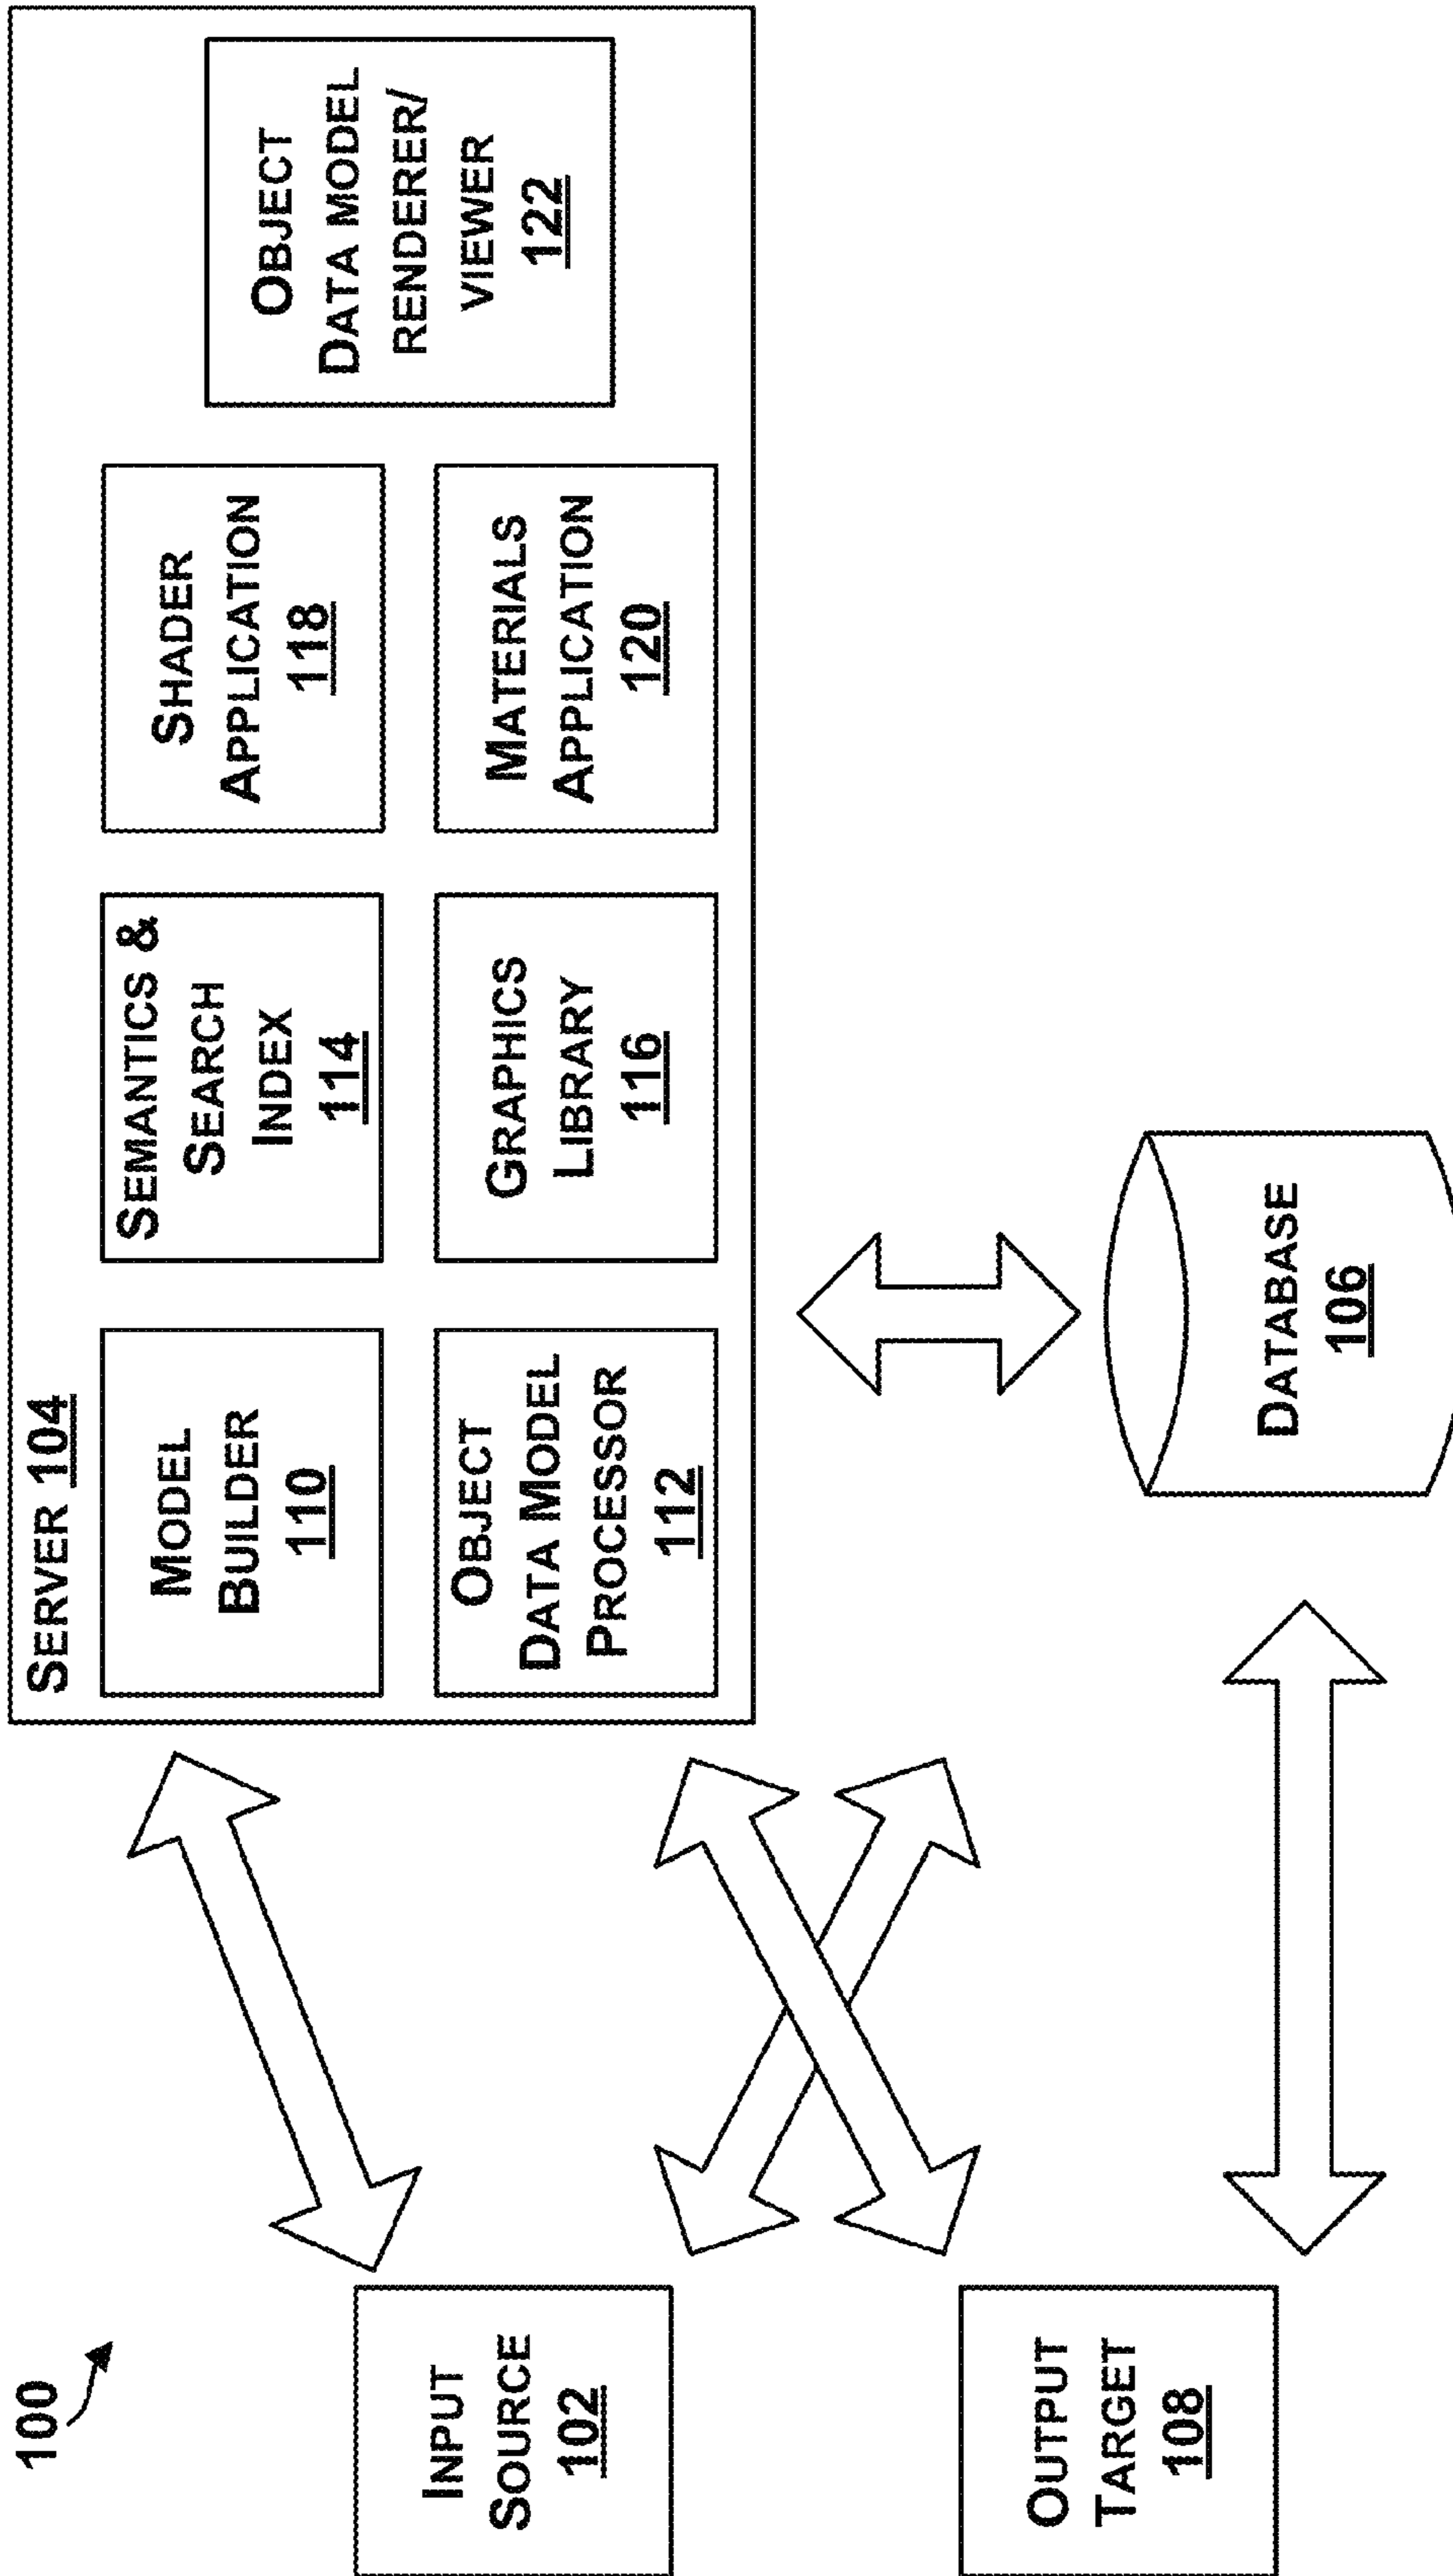 100
SERVER 104
MODEL
BUILDER
110
SEMANTICS &
SEARCH
INDEX
114
SHADER
APPLICATION
118
OBJECT
DATA MODEL
PROCESSOR
112
GRAPHICS
LIBRARY
116
MATERIALS
APPLICATION
120
OBJECT
DATA MODEL
RENDERER/
VIEWER
122
INPUT
SOURCE
102
OUTPUT
TARGET
108
DATABASE
106